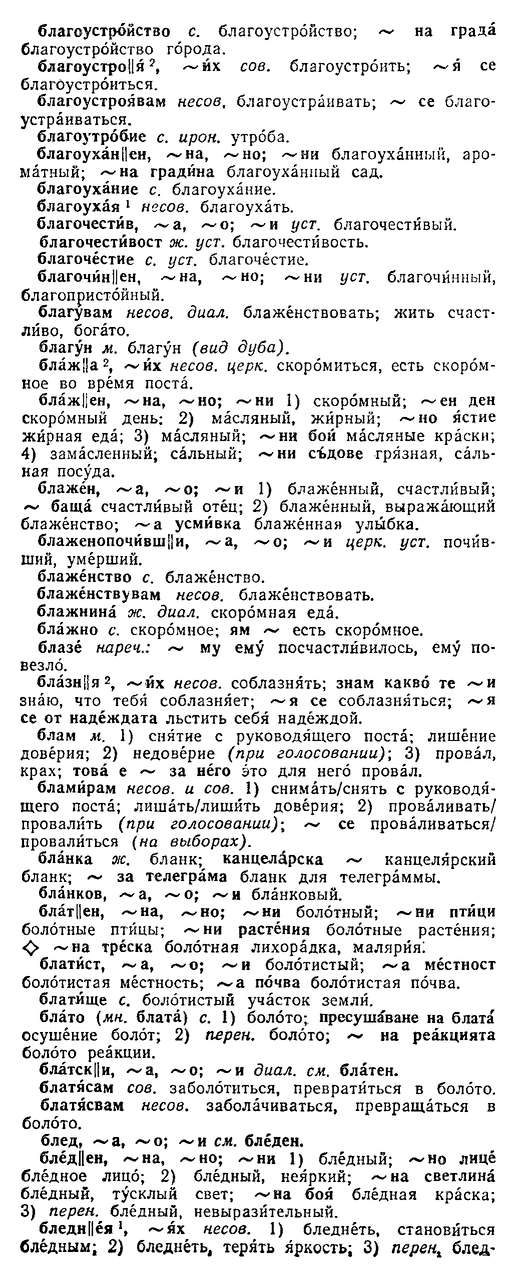 благоустро́йство с. благоустро́йство; ~ на града́
благоустро́йство го́рода.
благоустро||я́ ², ~и́х сов. благоустро́ить; ~я́ се
благоустро́иться.
благоустроя́вам несов. благоустра́ивать; ~ се благо-
устра́иваться.
благоутро́бие с. ирон. утро́ба.
благоуха́н||ен, ~на, ~но; ~ни благоуха́нный, аро-
ма́тный; ~на гради́на благоуха́нный сад.
благоуха́ние с. благоуха́ние.
благоуха́я ¹ несов. благоуха́ть.
благочести́в, ~а, ~о; ~и уст. благочести́вый.
благочести́вост ж. уст. благочести́вость.
благоче́стие с. уст. благоче́стие.
благочи́н||ен, ~на, ~но; ~ни уст. благочи́нный,
благопристо́йный.
благу́вам несов. диал. блаже́нствовать; жить счаст-
ли́во, бога́то.
благу́н м. благу́н (вид дуба).
блаж||а́ ², ~и́х несов. церк. скоро́миться, есть скоро́м-
ное во вре́мя поста́.
бла́ж||ен, ~на, ~но; ~ни 1) скоро́мный; ~ен ден
скоро́мный день; 2) ма́сляный, жи́рный; ~но я́стие
жи́рная еда́; 3) ма́сляный; ~ни бои́ ма́сляные кра́ски;
4) зама́сленный; са́льный; ~ни съ́дове гря́зная, са́ль-
ная посу́да.
блаже́н, ~а, ~о; ~и 1) блаже́нный, счастли́вый;
~ баща́ счастли́вый оте́ц; 2) блаже́нный, выража́ющий
блаже́нство; ~а усми́вка блаже́нная улы́бка.
блаженопочи́вш||и, ~а, ~о; ~и церк. уст. почи́в-
ший, уме́рший.
блаже́нство с. блаже́нство.
блаже́нствувам несов. блаже́нствовать.
блажнина́ ж. диал. скоро́мная еда́.
бла́жно с. скоро́мное; ям ~ есть скоро́мное.
блазе́ нареч.: ~ му ему́ посчастли́вилось, ему́ по-
везло́.
бла́зн||я ², ~их несов. соблазня́ть; знам какво́ те ~и
зна́ю, что тебя́ соблазня́ет; ~я се соблазня́ться; ~я
се от наде́ждата льстить себя́ наде́ждой.
блам м. 1) сня́тие с руководя́щего поста́; лише́ние
дове́рия; 2) недове́рие (при голосовании); 3) прова́л,
крах; това́ е ~ за не́го э́то для него́ прова́л.
блами́рам несов. и сов. 1) снима́ть/снять с руководя́-
щего поста́; лиша́ть/лиши́ть дове́рия; 2) прова́ливать/
провали́ть (при голосовании); ~ се прова́ливаться/
провали́ться (на выборах).
бла́нка ж. бланк; канцела́рска ~ канцеля́рский
бланк; ~ за телегра́ма бланк для телегра́ммы.
бла́нков, ~а, ~о; ~и бла́нковый.
бла́т||ен, ~на, ~но; ~ни боло́тный; ~ни пти́ци
боло́тные пти́цы; ~ни расте́ния боло́тные расте́ния;
◇ ~на тре́ска боло́тная лихора́дка, маляри́я.
блати́ст, ~а, ~о; ~и боло́тистый; ~а ме́стност
боло́тистая ме́стность; ~а по́чва боло́тистая по́чва.
блати́ще с. боло́тистый уча́сток земли́.
бла́то (мн. блата́) с. 1) боло́то; пресуша́ване на блата́
осуше́ние боло́т; 2) перен. боло́то; ~ на реа́кцията
боло́то реа́кции.
бла́тск||и, ~а, ~о; ~и диал. см. бла́тен.
блатя́сам сов. заболо́титься, преврати́ться в боло́то.
блатя́свам несов. забола́чиваться, превраща́ться в
боло́то.
блед, ~а, ~о; ~и см. бле́ден.
бле́д||ен, ~на, ~но; ~ни 1) бле́дный; ~но лице́
бле́дное лицо́; 2) бле́дный, нея́ркий; ~на светлина́
бле́дный, ту́склый свет; ~на боя́ бле́дная кра́ска;
3) перен. бле́дный, невырази́тельный.
бледн||е́я ¹, ~я́х несов. 1) бледне́ть, станови́ться
бле́дным; 2) бледне́ть, теря́ть я́ркость; 3) перен. блед-